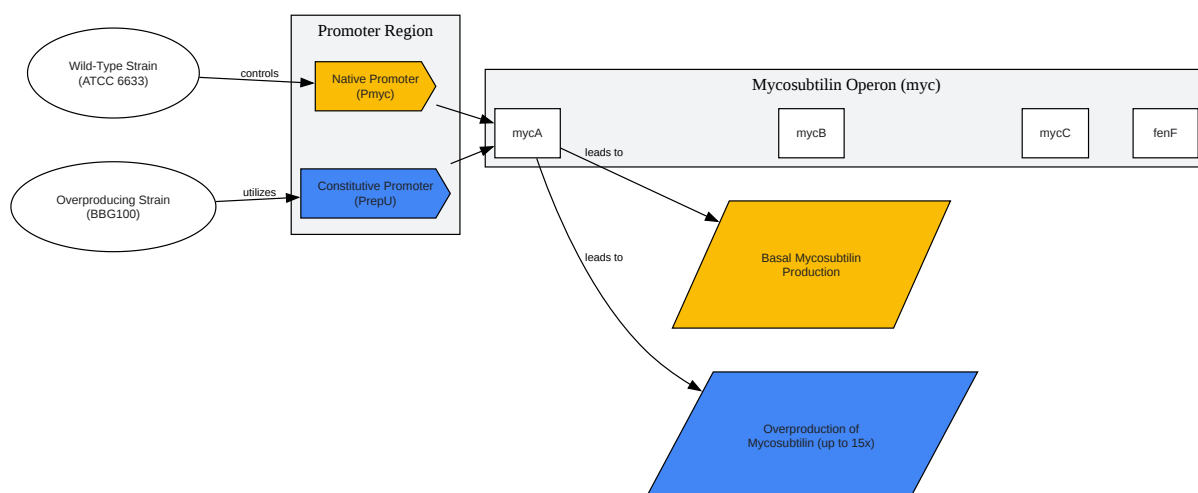 Promoter Region
Wild-Type Strain
(ATCC 6633)
controls
Native Promoter
(Pmyc)
Mycosubtilin Operon (myc)
mycA
mycB
mycC
fenF
leads to
Overproducing Strain
(BBG100)
utilizes
Constitutive Promoter
(PrepU)
Basal Mycosubtilin
Production
leads to
Overproduction of
Mycosubtilin (up to 15x)